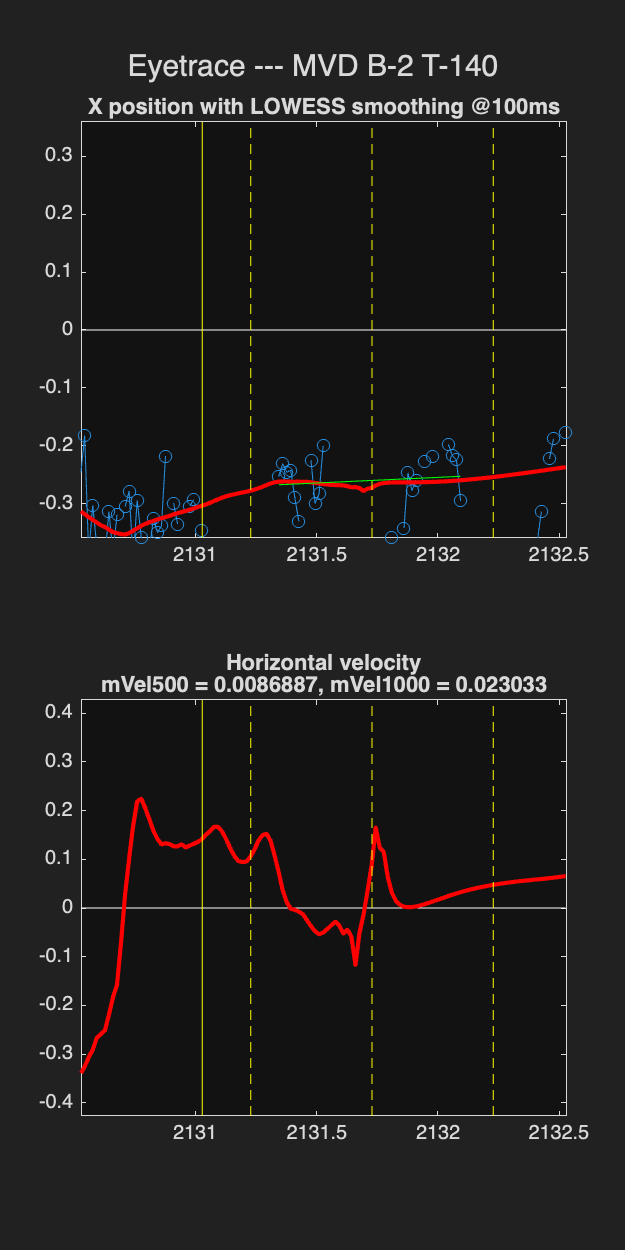 Eyetrace --- MVD B-2 T-140
X position with LOWESS smoothing @100ms
0.3
0.2
0.1
0
-0.1
-0.2
-0.3
2131 2131.5 2132 2132.5
Horizontal velocity
mVel500 = 0.0086887, mVel1000 = 0.023033
0.4
0.3
0.2
0.1
0
-0.1
-0.2
-0.3
-0.4
2131 2131.5 2132 2132.5